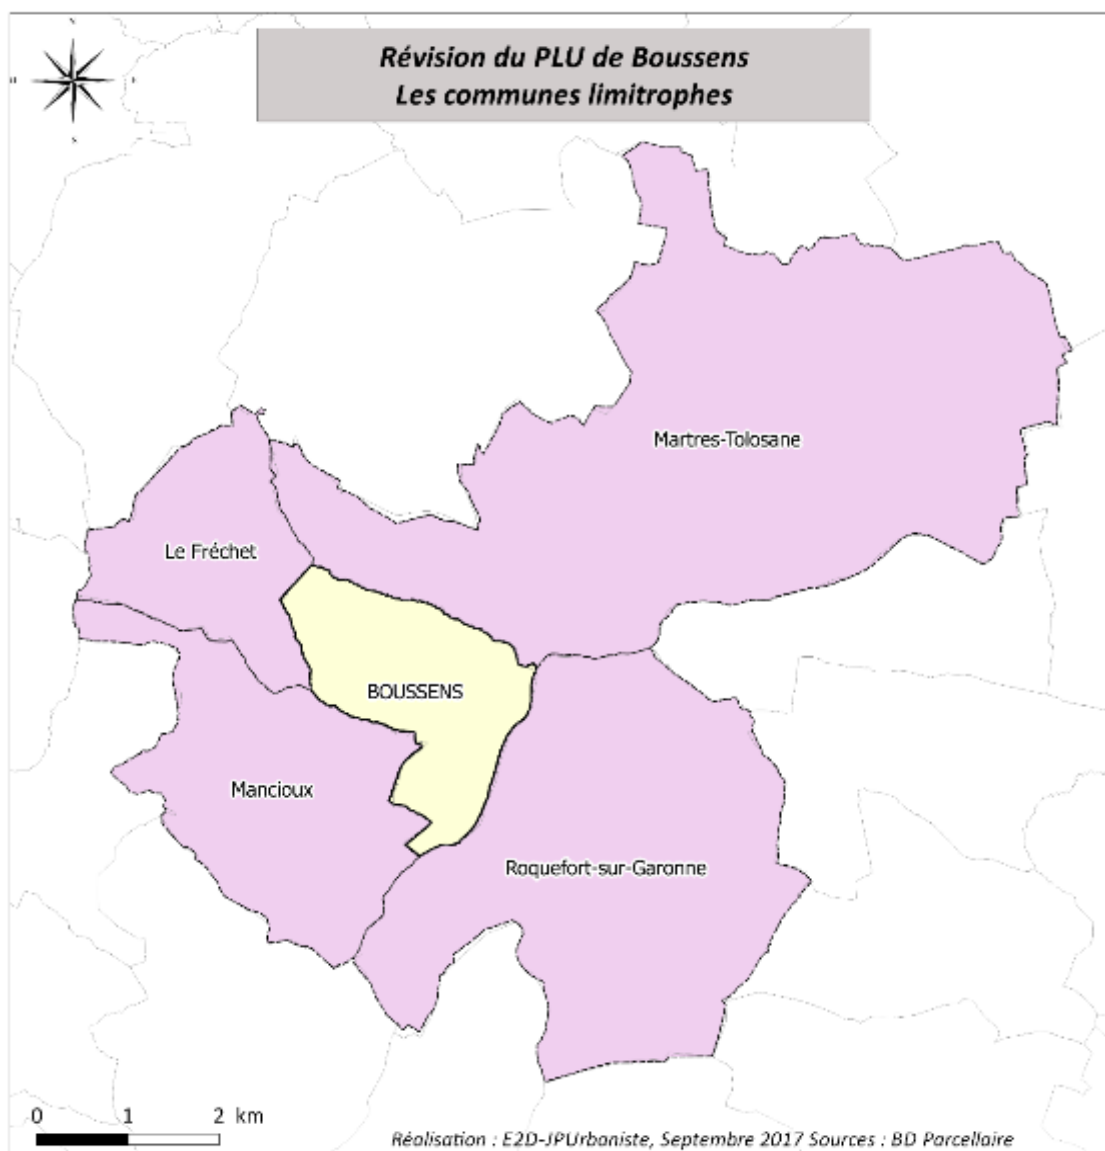 Révision du PLU de Boussens
Les communes limitrophes
Martres-Tolosane
Le Fréchet
BOUSSENS
Mancioux
Roquefort-sur-Garonne
0 1 2 km
Réalisation : E2D-JPUrbaniste, Septembre 2017 Sources : BD Parcellaire